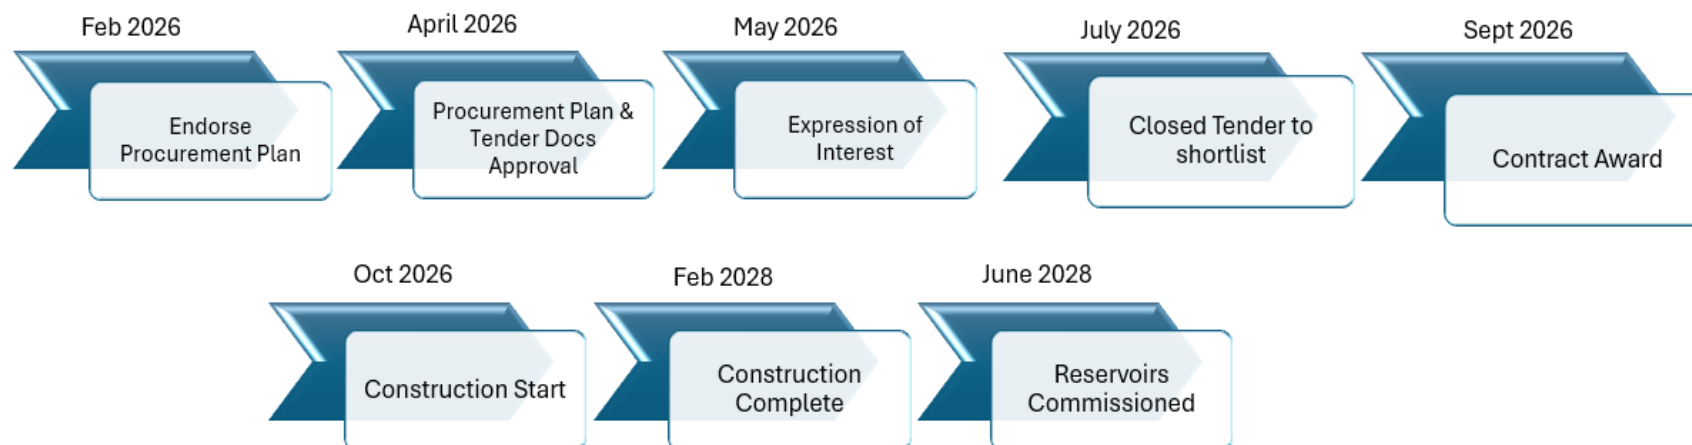 Feb 2026
April 2026
May 2026
July 2026
Sept 2026
Endorse
Procurement Plan
Procurement Plan &
Tender Docs
Approval
Expression of
Interest
Closed Tender to
shortlist
Contract Award
Oct 2026
Feb 2028
June 2028
Construction Start
Construction
Complete
Reservoirs
Commissioned